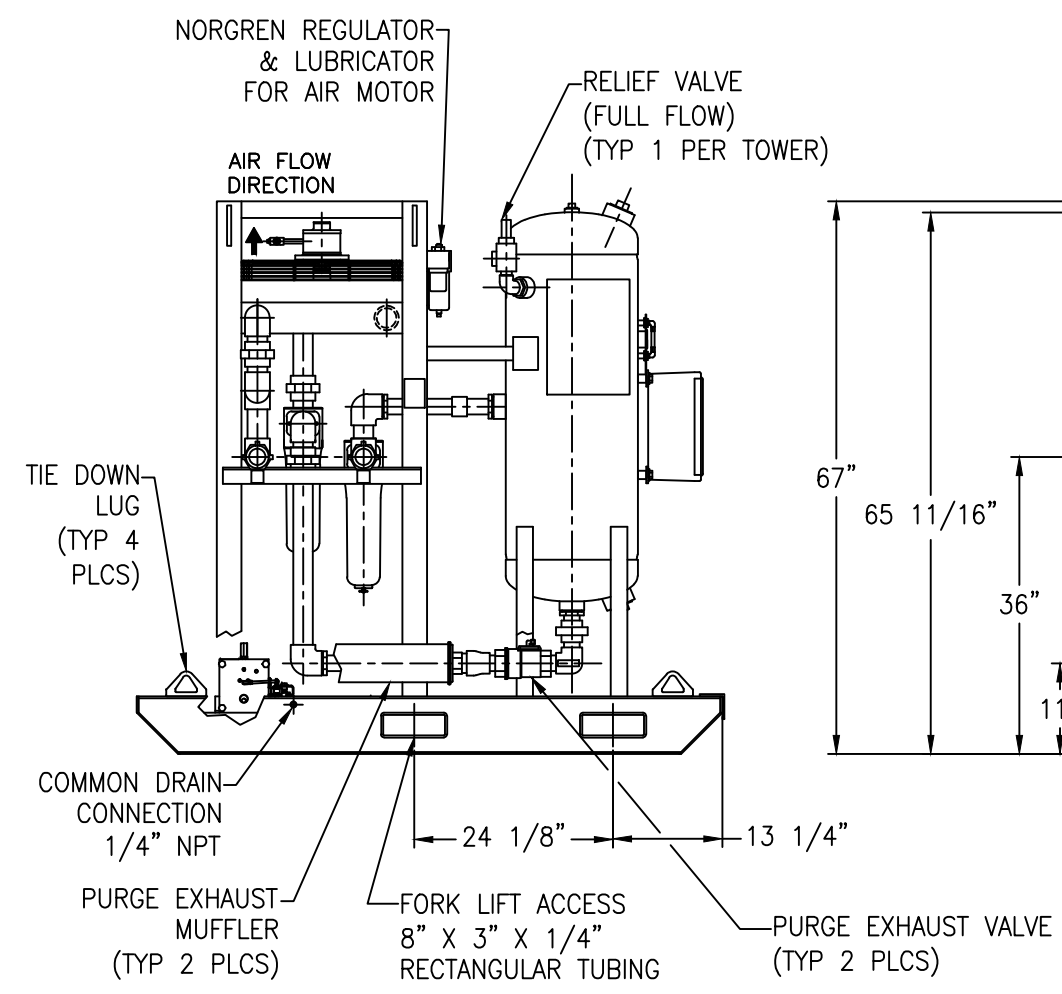 NORGREN REGULATOR
& LUBRICATOR
FOR AIR MOTOR
RELIEF VALVE
(FULL FLOW)
(TYP 1 PER TOWER)
AIR FLOW
DIRECTION
TIE DOWN
LUG
(TYP 4
PLCS)
67"
65 11/16"
36"
11
COMMON DRAIN
CONNECTION
1/4" NPT
24 1/8"
13 1/4"
PURGE EXHAUST
MUFFLER
(TYP 2 PLCS)
FORK LIFT ACCESS
8" X 3" X 1/4"
RECTANGULAR TUBING
PURGE EXHAUST VALVE
(TYP 2 PLCS)